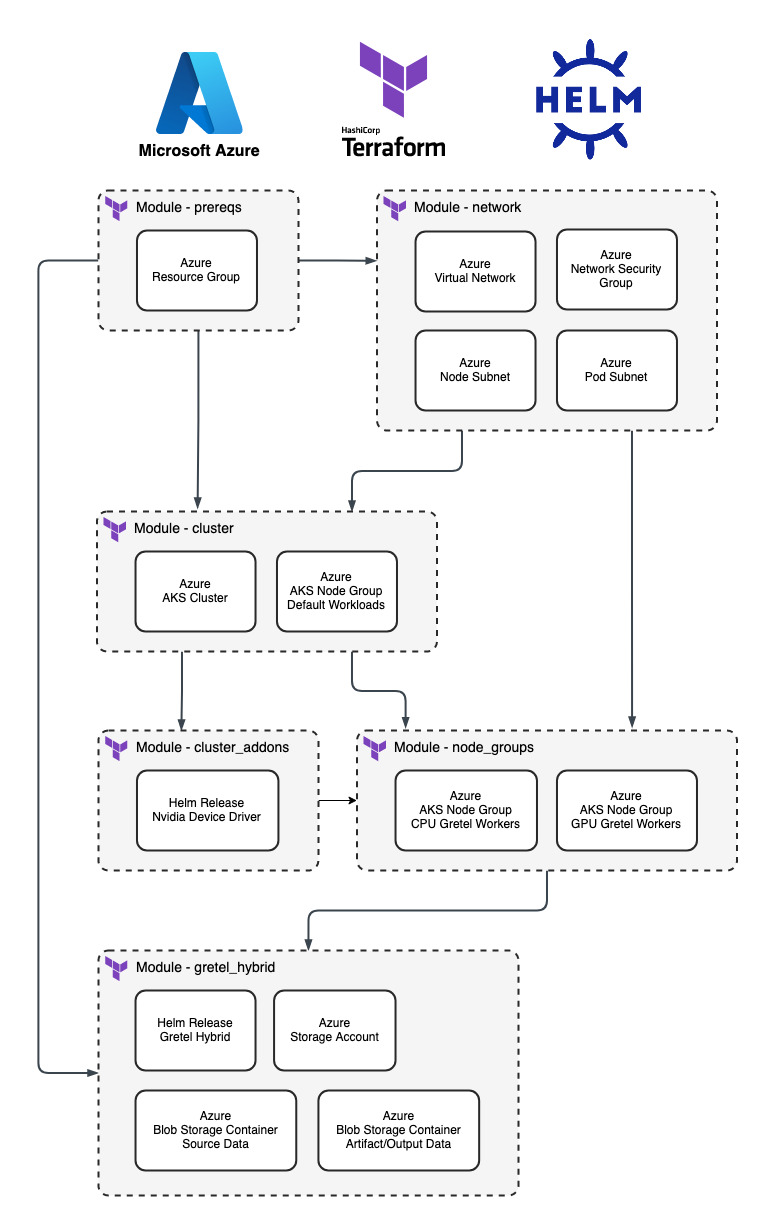 Microsoft Azure
HashiCorp
Terraform
HELM
Module - prereqs
Azure
Resource Group
Module - network
Azure
Virtual Network
Azure
Network Security
Group
Azure
Node Subnet
Azure
Pod Subnet
Module - cluster
Azure
AKS Cluster
Azure
AKS Node Group
Default Workloads
Module - cluster_addons
Helm Release
Nvidia Device Driver
Module - node_groups
Azure
AKS Node Group
CPU Gretel Workers
Azure
AKS Node Group
GPU Gretel Workers
Module - gretel_hybrid
Helm Release
Gretel Hybrid
Azure
Storage Account
Azure
Blob Storage Container
Source Data
Azure
Blob Storage Container
Artifact/Output Data